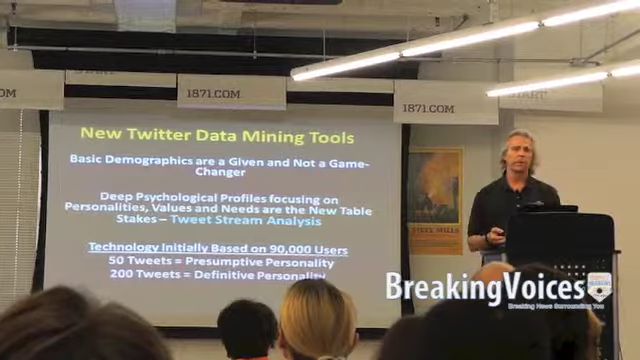 1871.COM
1871.COM
START
New Twitter Data Mining Tools
Basic Demographics are a Given and Not a Game-
Changer
Deep Psychological Profiles focusing on
Personalities, Values and Needs are the New Table
Stakes – Tweet Stream Analysis
Technology Initially Based on 90,000 Users
50 Tweets = Presumptive Personality
200 Tweets = Definitive Personality
BreakingVoices
Breaking News Surrounding You